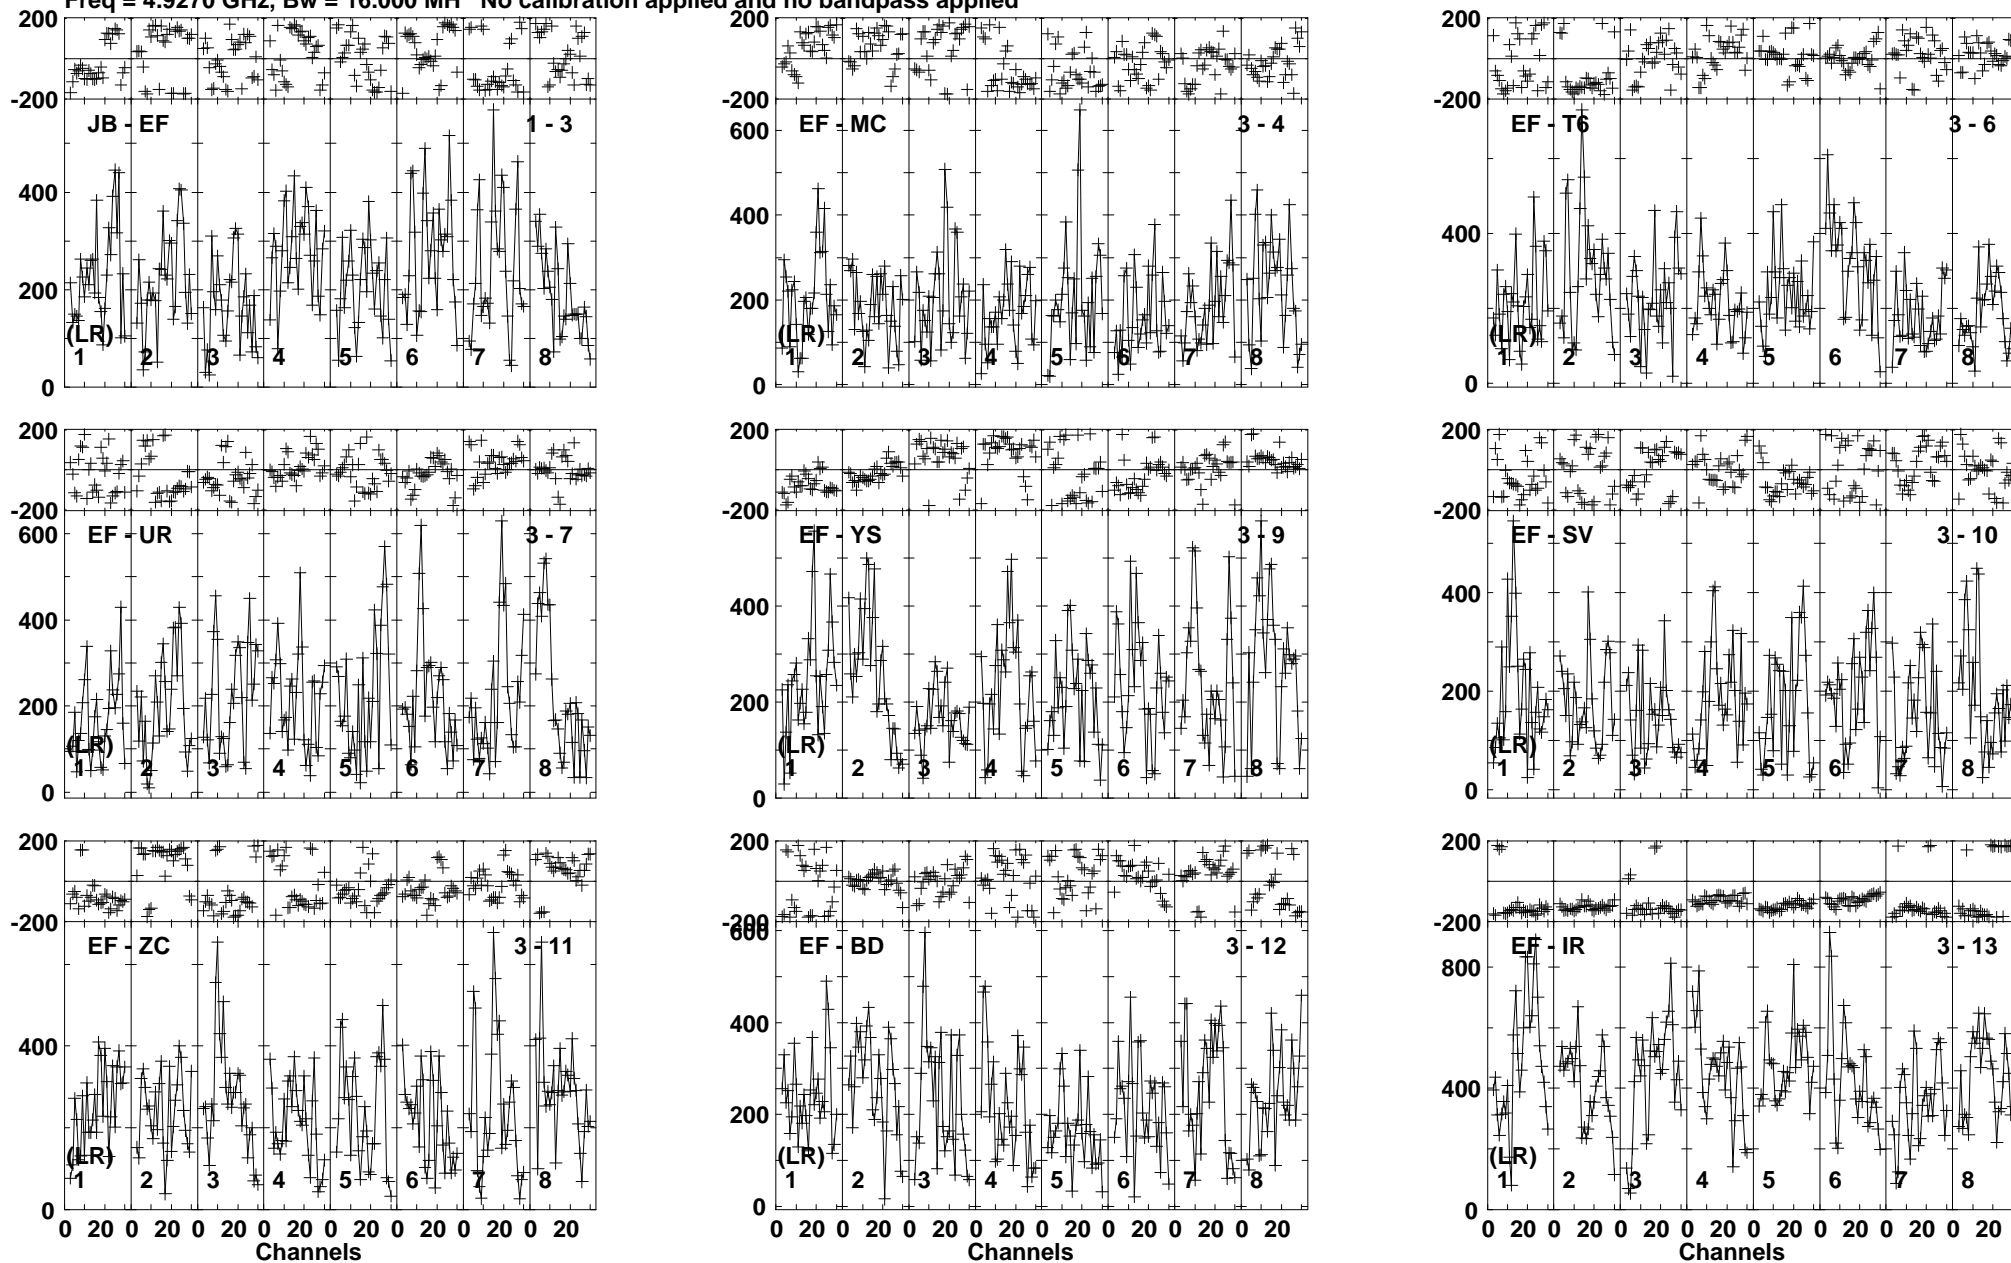 Freq = 4.9270 GHz, Bw = 16.000 MH No calibration applied and no bandpass applied
200 200 200
-200 -200 -200
JB - EF 1 - 3 EF - MC 3 - 4 EF - T6 3 - 6
600
400 400 400
200 200
(LR) (LR) (LR)
1 2 3 4 5 6 7 8 1 2 3 4 5 6 7 8 1 2 3 4 5 6 7 8
0 0 0
200 200 200
-200 -200 -200
EF - UR 3 - 7 EF - YS 3 - 9 EF - SV 3 - 10
600
400 400 400
200 200 200
(LR) (LR) (LR)
1 2 3 4 5 6 7 8 1 2 3 4 5 6 7 8 1 2 3 4 5 6 7 8
0 0 0
200 200 200
-200 -200 -200
600
EF - ZC 3 - 11 EF - BD 3 - 12 EF - IR 3 - 13
800
400 400 400
200
(LR) (LR) (LR)
1 2 3 4 5 6 7 8 1 2 3 4 5 6 7 8 1 2 3 4 5 6 7 8
0 0 0
0 20 0 20 0 20 0 20 0 20 0 20 0 20 0 20 0 20 0 20 0 20 0 20 0 20 0 20 0 20 0 20 0 20 0 20 0 20 0 20 0 20 0 20 0 20 0 20
Channels Channels Channels